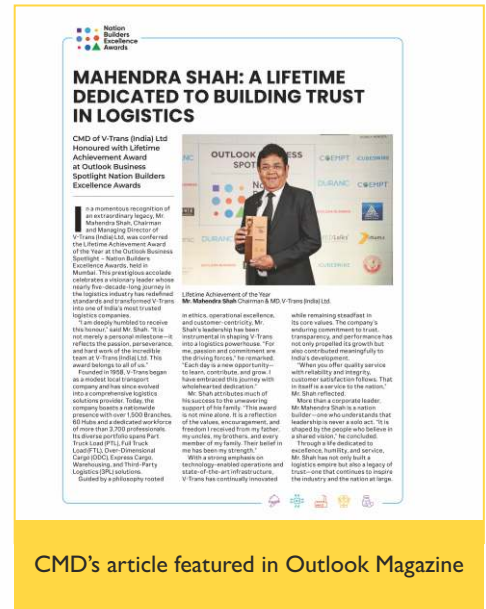 Nation
Builders
Excellence
Awards
MAHENDRA SHAH: A LIFETIME
DEDICATED TO BUILDING TRUST
IN LOGISTICS
CMD of V-Trans (India) Ltd
Honoured with Lifetime
Achievement Award
at Outlook Business
Spotlight Nation Builders
Excellence Awards
In a momentous recognition of
an extraordinary legacy, Mr.
Mahendra Shah, Chairman
and Managing Director of
V-Trans (India) Ltd, was conferred
the Lifetime Achievement Award
of the Year at the Outlook Business
Spotlight – Nation Builders
Excellence Awards, held in
Mumbai. This prestigious accolade
celebrates a visionary leader whose
nearly five-decade-long journey in
the logistics industry has redefined
standards and transformed V-Trans
into one of India's most trusted
logistics companies.
"I am deeply humbled to receive
this honour," said Mr. Shah. "It is
not merely a personal milestone—it
reflects the passion, perseverance,
and hard work of the incredible
team at V-Trans (India) Ltd. This
award belongs to all of us."
Founded in 1958, V-Trans began
as a modest local transport
company and has since evolved
into a comprehensive logistics
solutions provider. Today, the
company boasts a nationwide
presence with over 1,500 Branches,
60 Hubs and a dedicated workforce
of more than 3,700 professionals.
Its diverse portfolio spans Part
Truck Load (PTL), Full Truck
Load (FTL), Over-Dimensional
Cargo (ODC), Express Cargo,
Warehousing, and Third-Party
Logistics (3PL) solutions.
Guided by a philosophy rooted
OUTLOOK BUSINESS
SPOT
COEMPT
DURANC
COEMPT
DURANC
Lifetime Achievement of the Year
Mr. Mahendra Shah Chairman & MD, V-Trans (India) Ltd.
in ethics, operational excellence,
and customer-centricity, Mr.
Shah's leadership has been
instrumental in shaping V-Trans
into a logistics powerhouse. "For
me, passion and commitment are
the driving forces," he remarked.
"Each day is a new opportunity—
to learn, contribute, and grow. I
have embraced this journey with
wholehearted dedication."
Mr. Shah attributes much of
his success to the unwavering
support of his family. "This award
is not mine alone. It is a reflection
of the values, encouragement, and
freedom I received from my father,
my uncles, my brothers, and every
member of my family. Their belief in
me has been my strength."
With a strong emphasis on
technology-enabled operations and
state-of-the-art infrastructure,
V-Trans has continually innovated
while remaining steadfast in
its core values. The company's
enduring commitment to trust,
transparency, and performance has
not only propelled its growth but
also contributed meaningfully to
India's development.
"When you offer quality service
with reliability and integrity,
customer satisfaction follows. That
in itself is a service to the nation,"
Mr. Shah reflected.
More than a corporate leader,
Mr. Mahendra Shah is a nation
builder—one who understands that
leadership is never a solo act. "It is
shaped by the people who believe in
a shared vision," he concluded.
Through a life dedicated to
excellence, humility, and service,
Mr. Shah has not only built a
logistics empire but also a legacy of
trust—one that continues to inspire
the industry and the nation at large.
CMD's article featured in Outlook Magazine